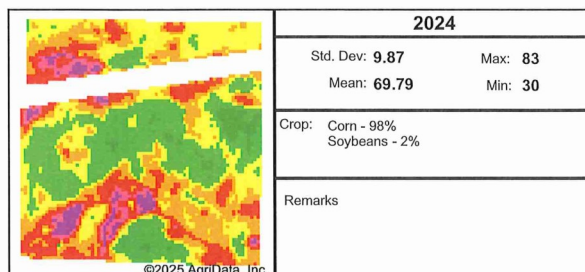 2024
Std. Dev: 9.87 Max: 83
Mean: 69.79 Min: 30
Crop: Corn - 98%
Soybeans - 2%
Remarks
©2025 AgriData, Inc.